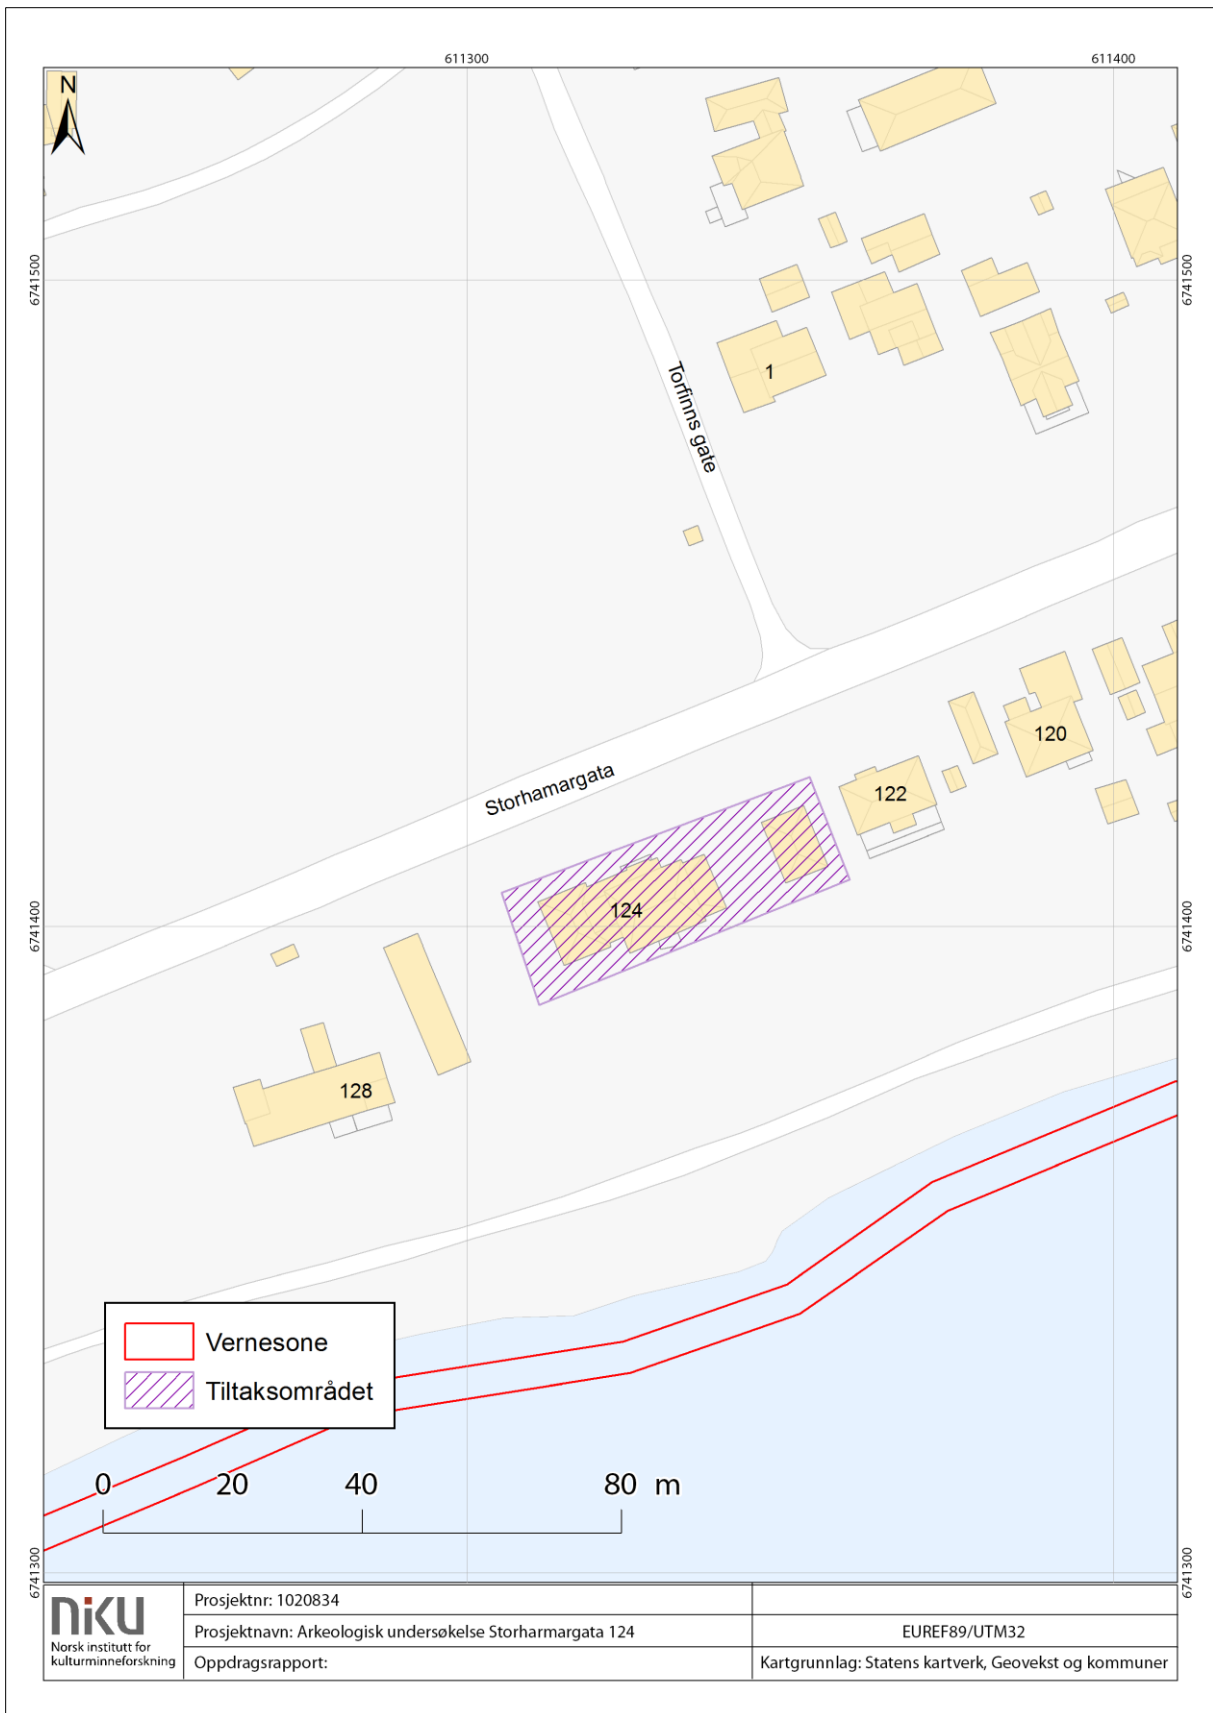 611300
611400
N
6741500
6741500
1
Torfinns gate
120
122
Storhamargata
124
6741400
6741400
128
Vernesone
Tiltaksområdet
0 20 40 80 m
6741300
6741300
niku
Norsk institutt for
kulturminneforskning
Prosjektnr: 1020834
Prosjektnavn: Arkeologisk undersøkelse Storharmargata 124
EUREF89/UTM32
Oppdragsrapport:
Kartgrunnlag: Statens kartverk, Geovekst og kommuner